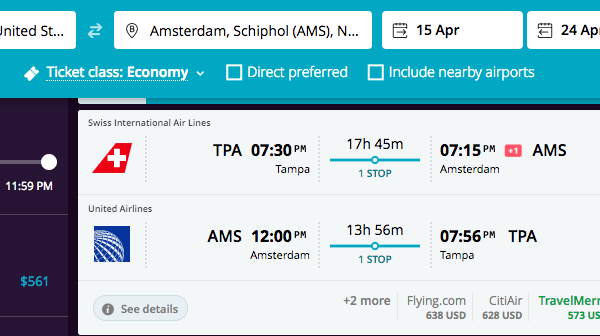 United St...
Amsterdam, Schiphol (AMS), N...
15 Apr
24 Apr
Ticket class: Economy
Direct preferred
Include nearby airports
11:59 PM
$561
Swiss International Air Lines
TPA 07:30 PM
Tampa
17h 45m
1 STOP
07:15 PM +1 AMS
Amsterdam
United Airlines
AMS 12:00 PM
Amsterdam
13h 56m
1 STOP
07:56 PM TPA
Tampa
See details
+2 more
Flying.com
638 USD
CitiAir
628 USD
TravelMer
573 US